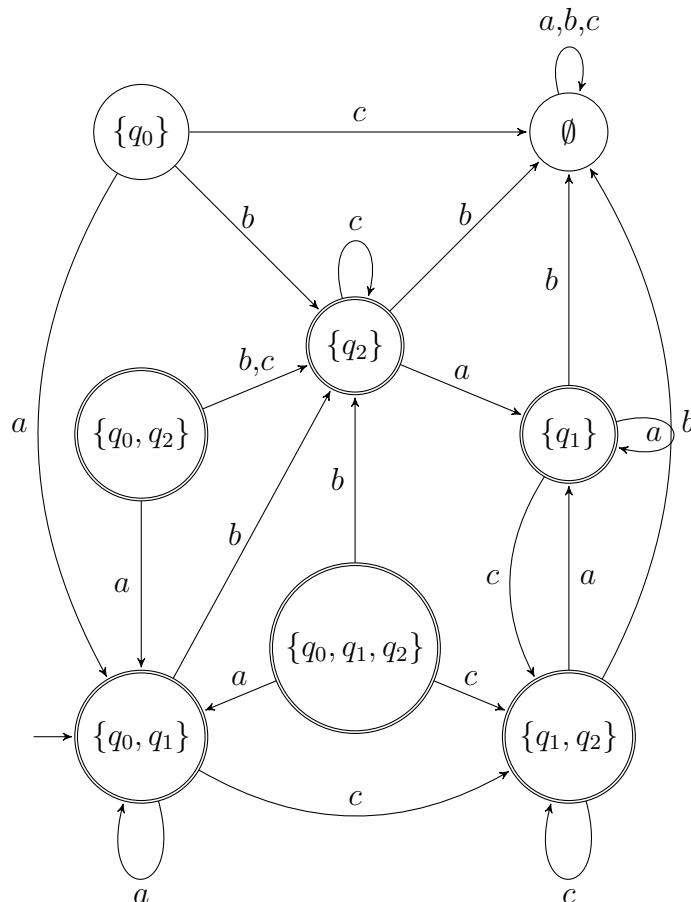 a,b,c
{q₀}
c
∅
b
c
b
{q₂}
b
b,c
a
a
{q₀, q₂}
{q₁}
a
b
b
b
a
c
a
{q₀, q₁, q₂}
a
c
{q₀, q₁}
{q₁, q₂}
c
a
c